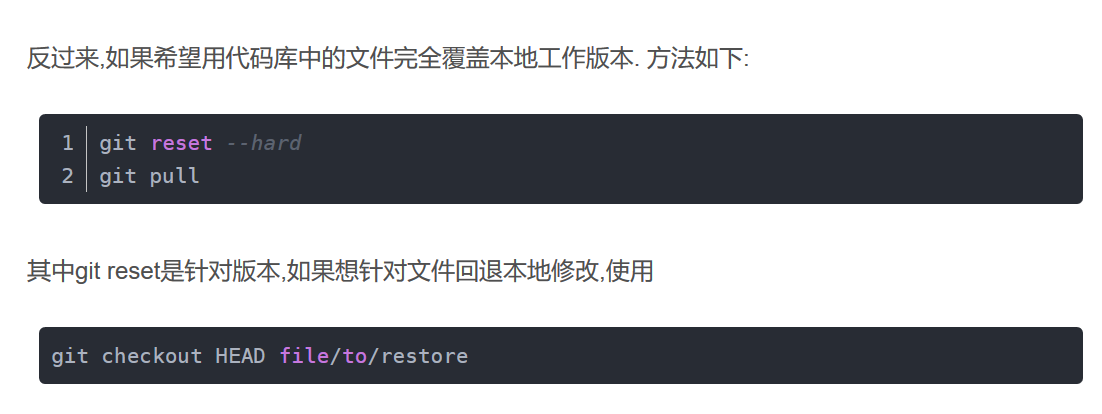 反过来,如果希望用代码库中的文件完全覆盖本地工作版本. 方法如下:
1 git reset --hard
2 git pull
其中git reset是针对版本,如果想针对文件回退本地修改,使用
git checkout HEAD file/to/restore